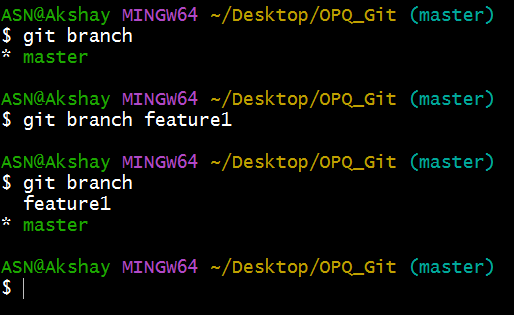 ASN@Akshay MINGW64 ~/Desktop/OPQ_Git (master)
$ git branch
* master
ASN@Akshay MINGW64 ~/Desktop/OPQ_Git (master)
$ git branch feature1
ASN@Akshay MINGW64 ~/Desktop/OPQ_Git (master)
$ git branch
  feature1
* master
ASN@Akshay MINGW64 ~/Desktop/OPQ_Git (master)
$